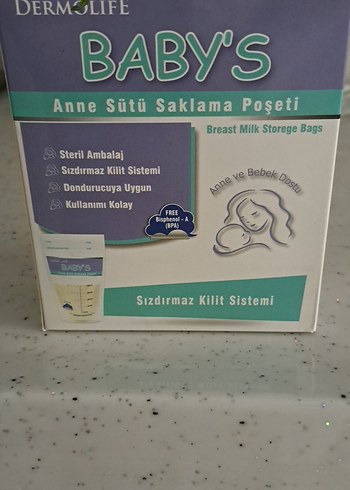 DERMOLIFE
BABY'S
Anne Sütü Saklama Poşeti
Breast Milk Storege Bags
Steril Ambalaj
Sızdırmaz Kilit Sistemi
Dondurucuya Uygun
Kullanımı Kolay
FREE
Bisphenol - A
(BPA)
Anne ve Bebek Dostu
BABY'S
Sızdırmaz Kilit Sistemi